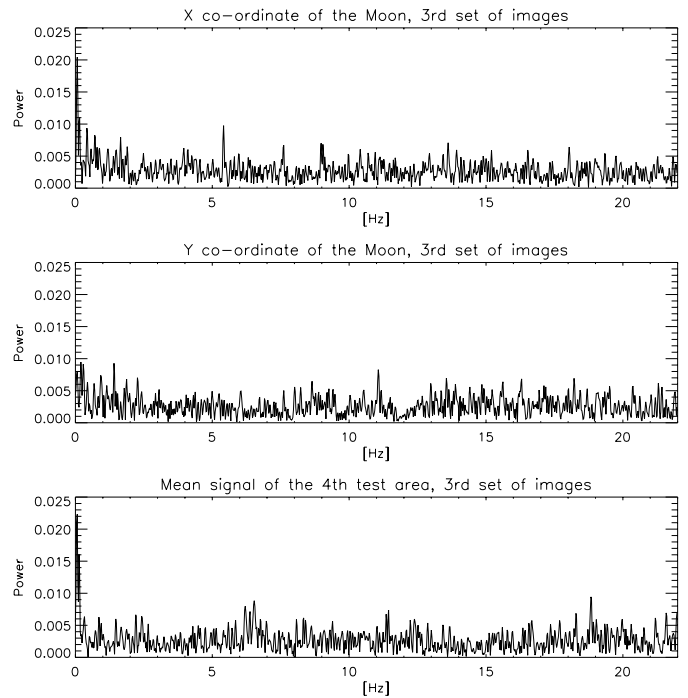 X co-ordinate of the Moon, 3rd set of images
0.025
0.020
0.015
0.010
0.005
0.000
Power
0 5 10 15 20
[Hz]
Y co-ordinate of the Moon, 3rd set of images
0.025
0.020
0.015
0.010
0.005
0.000
Power
0 5 10 15 20
[Hz]
Mean signal of the 4th test area, 3rd set of images
0.025
0.020
0.015
0.010
0.005
0.000
Power
0 5 10 15 20
[Hz]